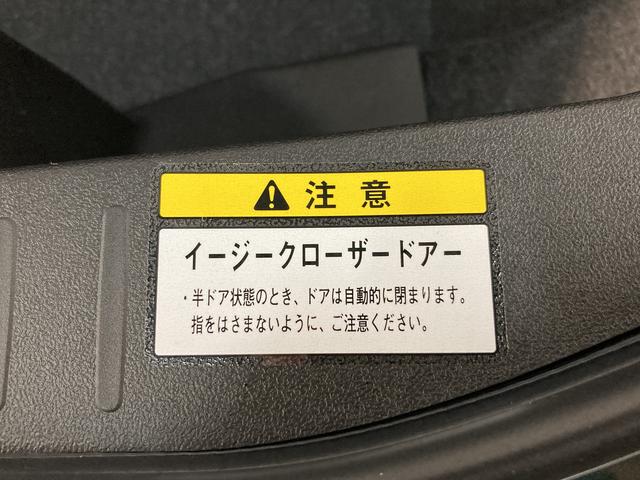 注意
イージークローザードアー
・半ドア状態のとき、ドアは自動的に閉まります。
指をはさまないように、ご注意ください。